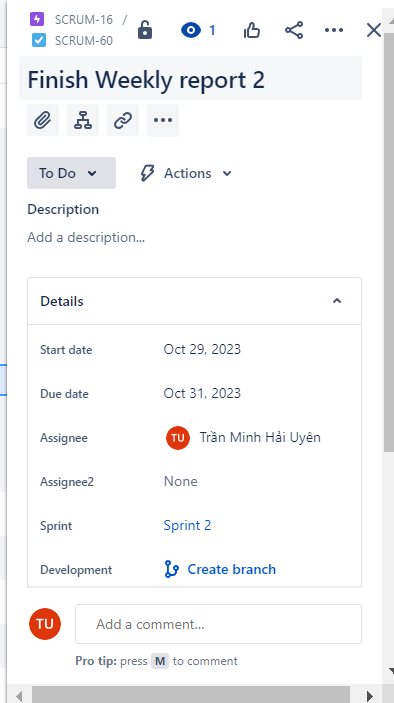 SCRUM-16 /
SCRUM-60
1
Finish Weekly report 2
To Do
Actions
Description
Add a description...
Details
Start date Oct 29, 2023
Due date Oct 31, 2023
Assignee TU Trần Minh Hải Uyên
Assignee2 None
Sprint Sprint 2
Development Create branch
TU Add a comment...
Pro tip: press M to comment